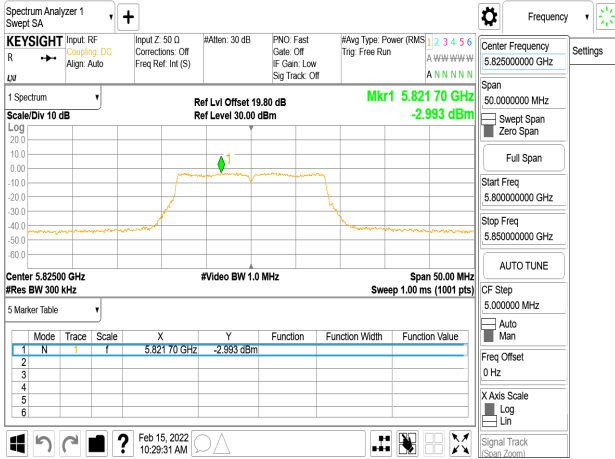 Spectrum Analyzer 1
Swept SA
Frequency
KEYSIGHT
R
Input: RF
Coupling: DC
Align: Auto
Input Z: 50 Ω
Corrections: Off
Freq Ref: Int (S)
#Atten: 30 dB
PNO: Fast
Gate: Off
IF Gain: Low
Sig Track: Off
#Avg Type: Power (RMS
Trig: Free Run
1 2 3 4 5 6
A W W W W W
A N N N N N
1 Spectrum
Scale/Div 10 dB
Ref Lvl Offset 19.80 dB
Ref Level 30.00 dBm
Mkr1 5.821 70 GHz
-2.993 dBm
Log
20.0
10.0
0.00
-10.0
-20.0
-30.0
-40.0
-50.0
-60.0
1
Center 5.82500 GHz
#Res BW 300 kHz
#Video BW 1.0 MHz
Span 50.00 MHz
Sweep 1.00 ms (1001 pts)
5 Marker Table
Mode Trace Scale X Y Function Function Width Function Value
1 N 1 f 5.821 70 GHz -2.993 dBm
2
3
4
5
6
Feb 15, 2022
10:29:31 AM
Center Frequency
5.825000000 GHz
Settings
Span
50.0000000 MHz
Swept Span
Zero Span
Full Span
Start Freq
5.800000000 GHz
Stop Freq
5.850000000 GHz
AUTO TUNE
CF Step
5.000000 MHz
Auto
Man
Freq Offset
0 Hz
X Axis Scale
Log
Lin
Signal Track
(Span Zoom)